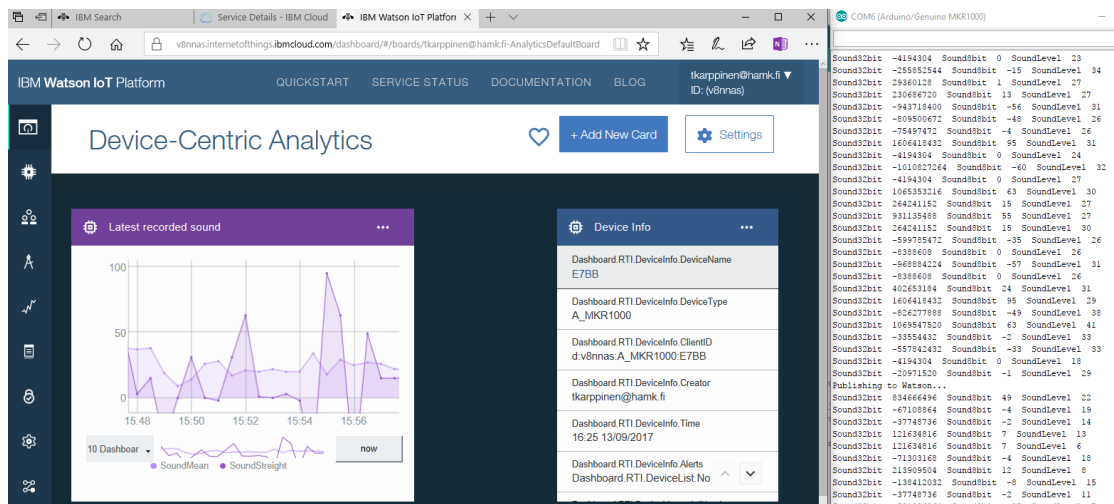 IBM Search
Service Details - IBM Cloud
IBM Watson IoT Platforr
v8nnas.internetofthings.ibmcloud.com/dashboard/#/boards/tkarppinen@hamk.fi-AnalyticsDefaultBoard
IBM Watson IoT Platform
QUICKSTART
SERVICE STATUS
DOCUMENTATION
BLOG
tkarppinen@hamk.fi
ID: (v8nnas)
Device-Centric Analytics
+ Add New Card
Settings
Latest recorded sound
100
50
0
15:48 15:50 15:52 15:54 15:56
10 Dashboar
now
SoundMean SoundStreight
Device Info
Dashboard.RTI.DeviceInfo.DeviceName
E7BB
Dashboard.RTI.DeviceInfo.DeviceType
A_MKR1000
Dashboard.RTI.DeviceInfo.ClientID
d:v8nnas:A_MKR1000:E7BB
Dashboard.RTI.DeviceInfo.Creator
tkarppinen@hamk.fi
Dashboard.RTI.DeviceInfo.Time
16:25 13/09/2017
Dashboard.RTI.DeviceInfo.Alerts
Dashboard.RTI.DeviceList.No
COM6 (Arduino/Genuino MKR1000)
Sound32bit -4194304 Sound8bit 0 SoundLevel 23
Sound32bit -255852544 Sound8bit -15 SoundLevel 34
Sound32bit 29360128 Sound8bit 1 SoundLevel 27
Sound32bit 230686720 Sound8bit 13 SoundLevel 27
Sound32bit -943718400 Sound8bit -56 SoundLevel 31
Sound32bit -809500672 Sound8bit -48 SoundLevel 26
Sound32bit -75497472 Sound8bit -4 SoundLevel 26
Sound32bit 1606418432 Sound8bit 95 SoundLevel 31
Sound32bit -4194304 Sound8bit 0 SoundLevel 24
Sound32bit -1010827264 Sound8bit -60 SoundLevel 32
Sound32bit -4194304 Sound8bit 0 SoundLevel 27
Sound32bit 1065353216 Sound8bit 63 SoundLevel 30
Sound32bit 264241152 Sound8bit 15 SoundLevel 27
Sound32bit 931135488 Sound8bit 55 SoundLevel 27
Sound32bit 264241152 Sound8bit 15 SoundLevel 30
Sound32bit -599785472 Sound8bit -35 SoundLevel 26
Sound32bit -8388608 Sound8bit 0 SoundLevel 26
Sound32bit -968884224 Sound8bit -57 SoundLevel 31
Sound32bit -8388608 Sound8bit 0 SoundLevel 26
Sound32bit 402653184 Sound8bit 24 SoundLevel 31
Sound32bit 1606418432 Sound8bit 95 SoundLevel 29
Sound32bit -826277888 Sound8bit -49 SoundLevel 38
Sound32bit 1069547520 Sound8bit 63 SoundLevel 41
Sound32bit -33554432 Sound8bit -2 SoundLevel 33
Sound32bit -557842432 Sound8bit -33 SoundLevel 33
Sound32bit -4194304 Sound8bit 0 SoundLevel 18
Sound32bit -20971520 Sound8bit -1 SoundLevel 29
Publishing to Watson...
Sound32bit 834666496 Sound8bit 49 SoundLevel 22
Sound32bit -67108864 Sound8bit -4 SoundLevel 19
Sound32bit -37748736 Sound8bit -2 SoundLevel 14
Sound32bit 121634816 Sound8bit 7 SoundLevel 13
Sound32bit 121634816 Sound8bit 7 SoundLevel 6
Sound32bit -71303168 Sound8bit -4 SoundLevel 18
Sound32bit 213909504 Sound8bit 12 SoundLevel 8
Sound32bit -138412032 Sound8bit -8 SoundLevel 15
Sound32bit -37748736 Sound8bit -2 SoundLevel 11